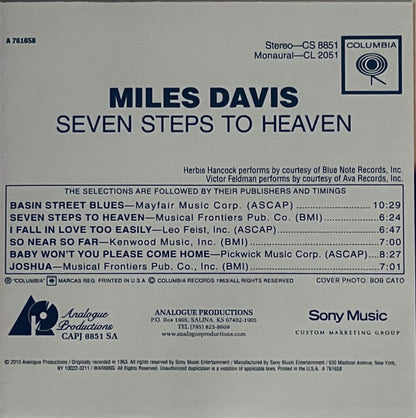 A 761658
Stereo—CS 8851
Monaural—CL 2051
COLUMBIA
MILES DAVIS
SEVEN STEPS TO HEAVEN
Herbie Hancock performs by courtesy of Blue Note Records, Inc.
Victor Feldman performs by courtesy of Ava Records, Inc.
THE SELECTIONS ARE FOLLOWED BY THEIR PUBLISHERS AND TIMINGS
BASIN STREET BLUES—Mayfair Music Corp. (ASCAP) 10:29
SEVEN STEPS TO HEAVEN—Musical Frontiers Pub. Co. (BMI) 6:24
I FALL IN LOVE TOO EASILY—Leo Feist, Inc. (ASCAP) 6:47
SO NEAR SO FAR—Kenwood Music, Inc. (BMI) 7:00
BABY WON'T YOU PLEASE COME HOME—Pickwick Music Corp. (ASCAP) 8:27
JOSHUA—Musical Frontiers Pub. Co., Inc. (BMI) 7:01
® "COLUMBIA", MARCAS REG. PRINTED IN U.S.A. © COLUMBIA RECORDS 1963/ALL RIGHTS RESERVED COVER PHOTO: BOB CATO
Analogue
Productions
CAPJ 8851 SA
ANALOGUE PRODUCTIONS
P.O. Box 1905, SALINA, KS 67402-1905
TEL (785) 825-8609
www.analogueproductions.com
Sony Music
CUSTOM MARKETING GROUP
© 2010 Analogue Productions / Originally released in 1963. All rights reserved by Sony Music Entertainment / Manufactured by Sony Music Entertainment / 550 Madison Avenue, New York,
NY 10022-3211 / WARNING: All Rights Reserved. Unauthorized duplication is a violation of applicable laws. Printed in U.S.A. A 761658